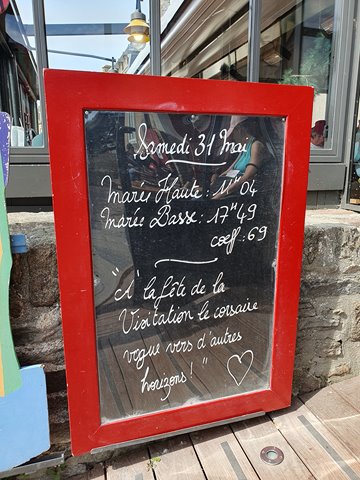 Samedi 31 Mai
Marée Haute : 11H04
Marée Basse : 17H49
coeff : 69
"A la fête de la
Visitation le corsaire
vogue vers d'autres
horizons ! "